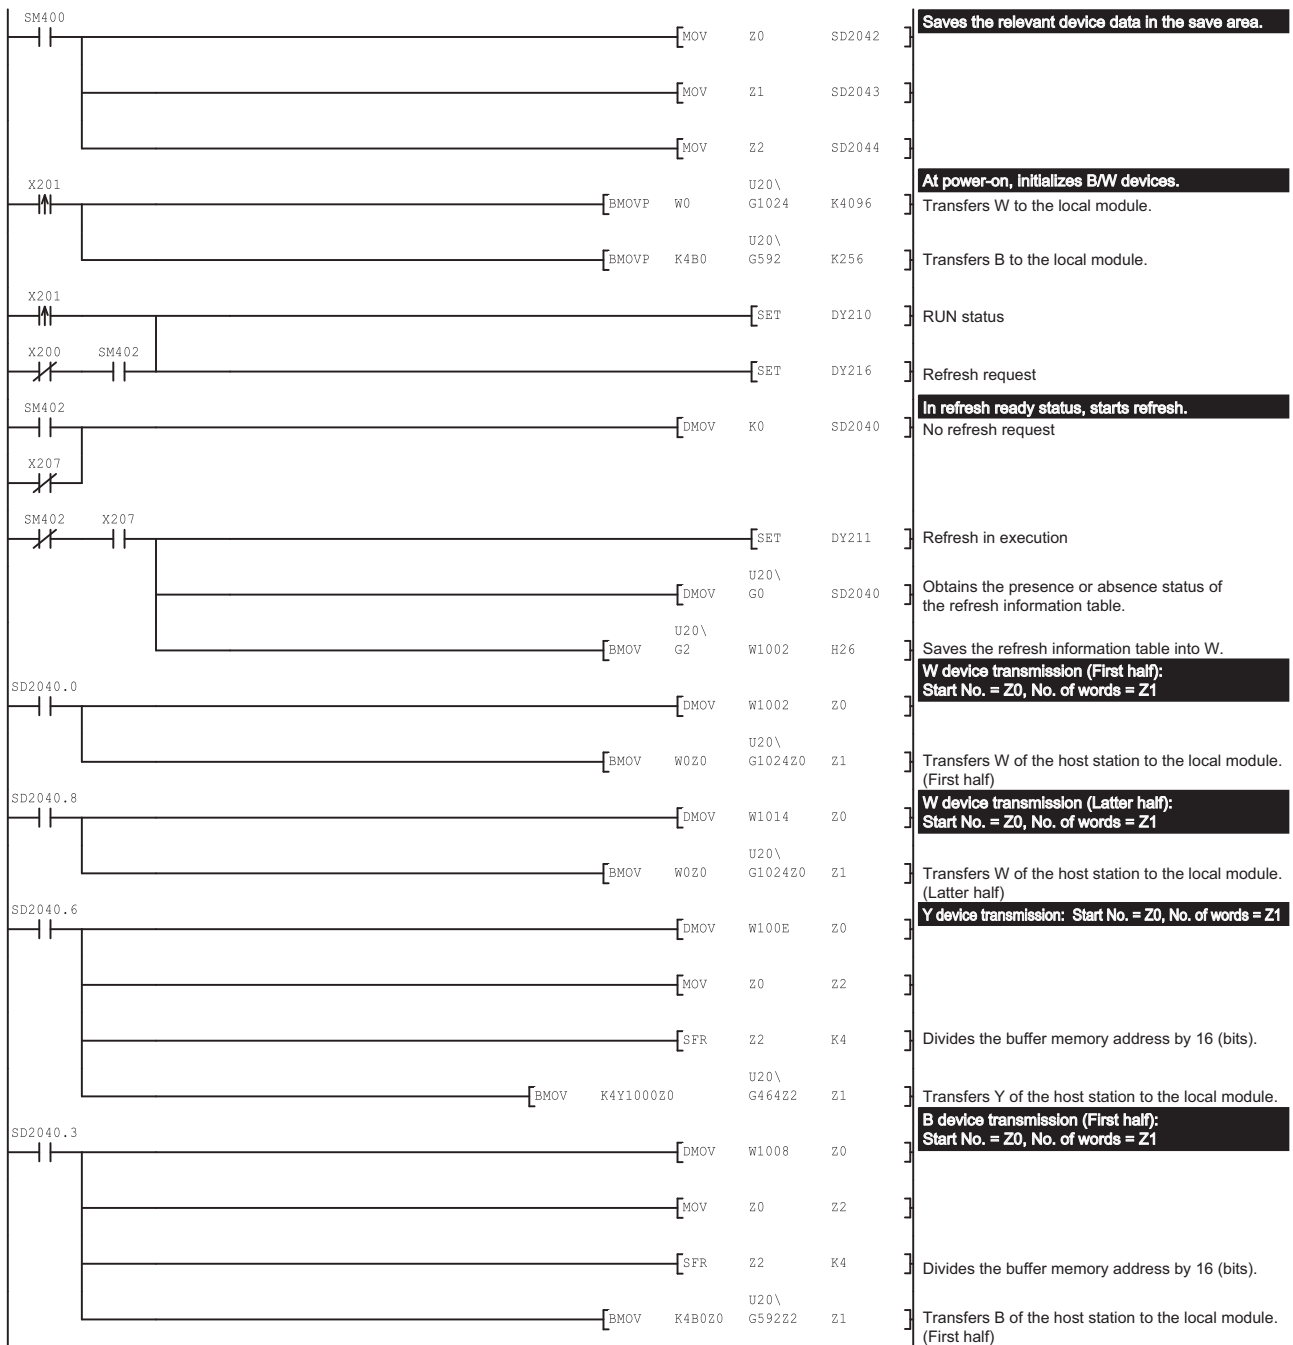 SM400
MOV Z0 SD2042
Saves the relevant device data in the save area.
MOV Z1 SD2043
MOV Z2 SD2044
X201
At power-on, initializes B/W devices.
U20\
BMOVP W0 G1024 K4096
Transfers W to the local module.
U20\
BMOVP K4B0 G592 K256
Transfers B to the local module.
X201
SET DY210
RUN status
X200 SM402
SET DY216
Refresh request
SM402
In refresh ready status, starts refresh.
DMOV K0 SD2040
No refresh request
X207
SM402 X207
SET DY211
Refresh in execution
U20\
DMOV G0 SD2040
Obtains the presence or absence status of
the refresh information table.
U20\
BMOV G2 W1002 H26
Saves the refresh information table into W.
SD2040.0
W device transmission (First half):
Start No. = Z0, No. of words = Z1
DMOV W1002 Z0
U20\
BMOV W0Z0 G1024Z0 Z1
Transfers W of the host station to the local module.
(First half)
SD2040.8
W device transmission (Latter half):
Start No. = Z0, No. of words = Z1
DMOV W1014 Z0
U20\
BMOV W0Z0 G1024Z0 Z1
Transfers W of the host station to the local module.
(Latter half)
SD2040.6
Y device transmission: Start No. = Z0, No. of words = Z1
DMOV W100E Z0
MOV Z0 Z2
SFR Z2 K4
Divides the buffer memory address by 16 (bits).
U20\
BMOV K4Y1000Z0 G464Z2 Z1
Transfers Y of the host station to the local module.
SD2040.3
B device transmission (First half):
Start No. = Z0, No. of words = Z1
DMOV W1008 Z0
MOV Z0 Z2
SFR Z2 K4
Divides the buffer memory address by 16 (bits).
U20\
BMOV K4B0Z0 G592Z2 Z1
Transfers B of the host station to the local module.
(First half)